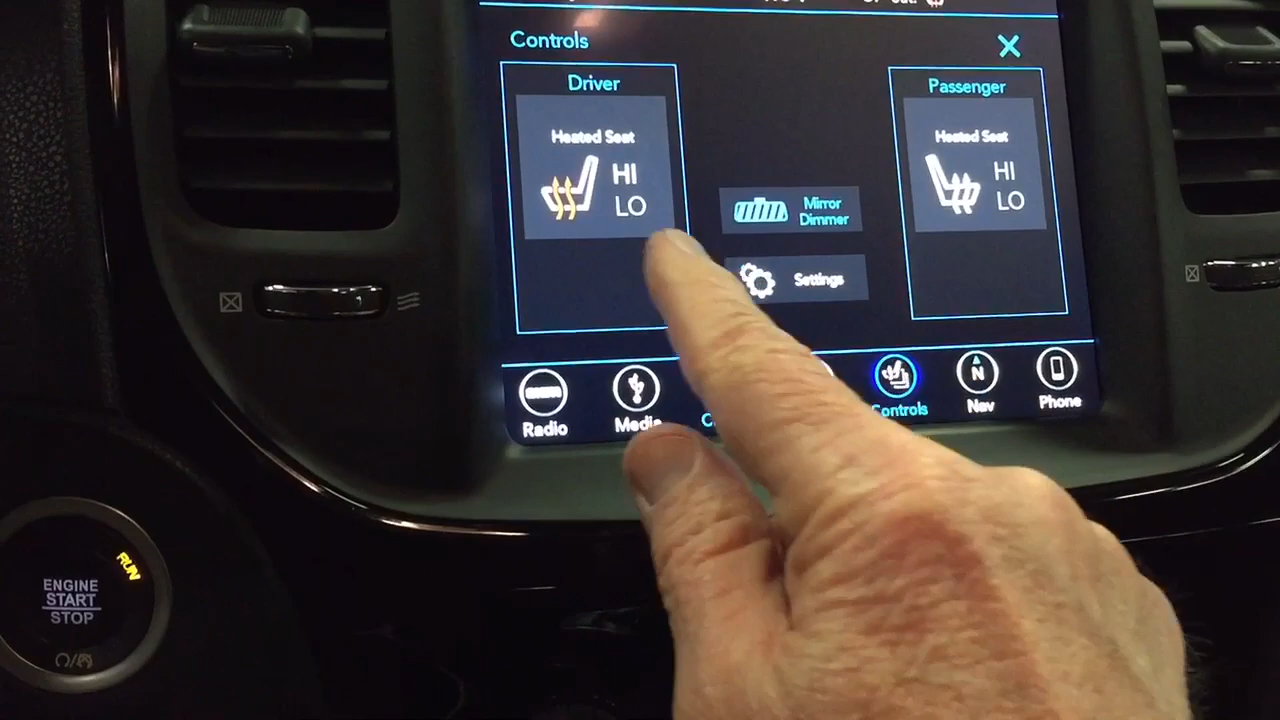 Controls
X
Driver
Passenger
Heated Seat
HI
LO
Heated Seat
HI
LO
Mirror
Dimmer
Settings
Radio
Media
C
Controls
N
Nav
Phone
RUN
ENGINE
START
STOP